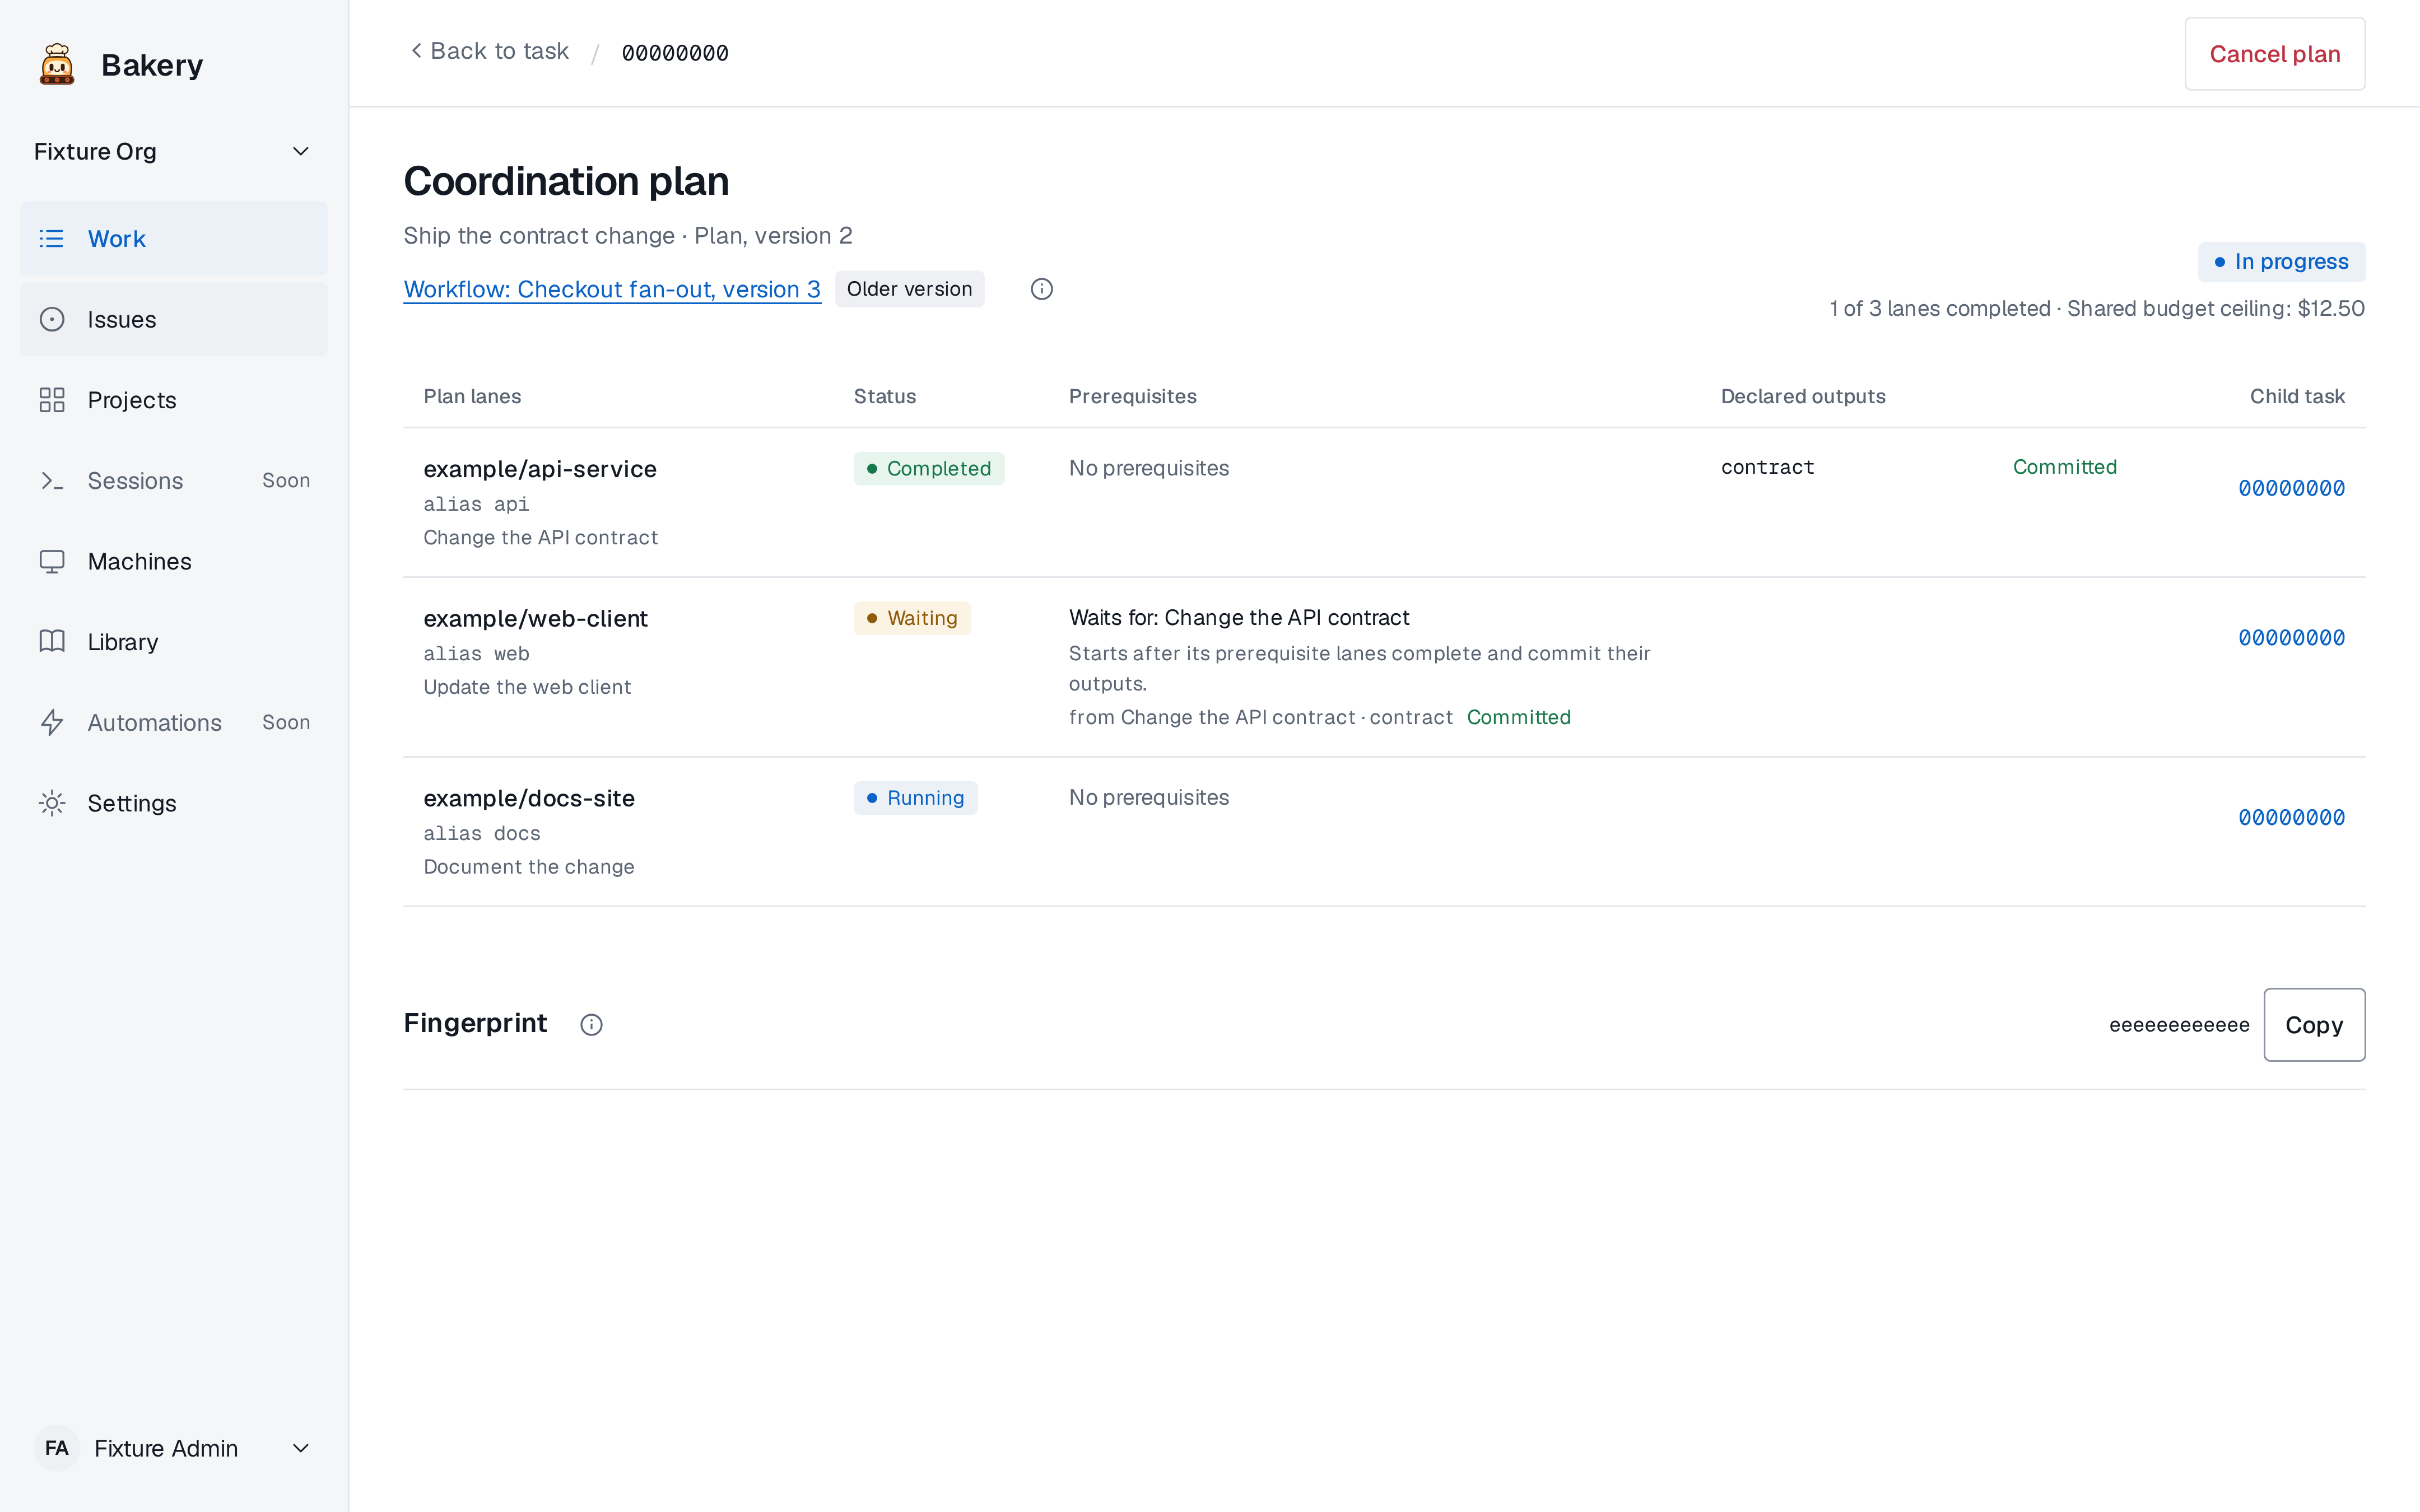 Bakery
Fixture Org
Work
Issues
Projects
Sessions Soon
Machines
Library
Automations Soon
Settings
FA Fixture Admin
Back to task / 00000000
Cancel plan
Coordination plan
Ship the contract change · Plan, version 2
Workflow: Checkout fan-out, version 3 Older version
In progress
1 of 3 lanes completed · Shared budget ceiling: $12.50
Plan lanes Status Prerequisites Declared outputs Child task
example/api-service Completed No prerequisites contract Committed 00000000
alias api
Change the API contract
example/web-client Waiting Waits for: Change the API contract 00000000
alias web Starts after its prerequisite lanes complete and commit their
Update the web client outputs.
from Change the API contract · contract Committed
example/docs-site Running No prerequisites 00000000
alias docs
Document the change
Fingerprint eeeeeeeeeeee Copy